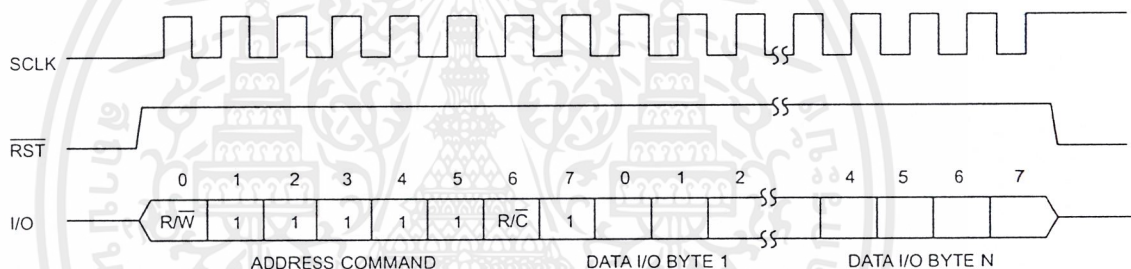 SCLK
R̅S̅T̅
0 1 2 3 4 5 6 7 0 1 2 4 5 6 7
I/O R/W̅ 1 1 1 1 1 R/C̅ 1
ADDRESS COMMAND DATA I/O BYTE 1 DATA I/O BYTE N